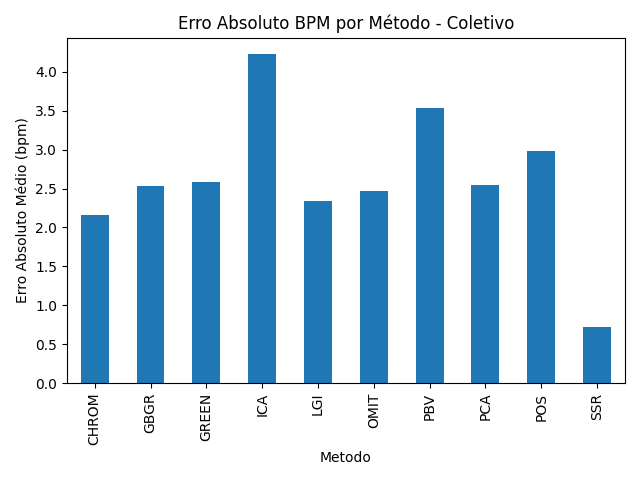 Erro Absoluto BPM por Método - Coletivo
Erro Absoluto Médio (bpm)
4.0
3.5
3.0
2.5
2.0
1.5
1.0
0.5
0.0
CHROM
GBGR
GREEN
ICA
LGI
OMIT
PBV
PCA
POS
SSR
Metodo